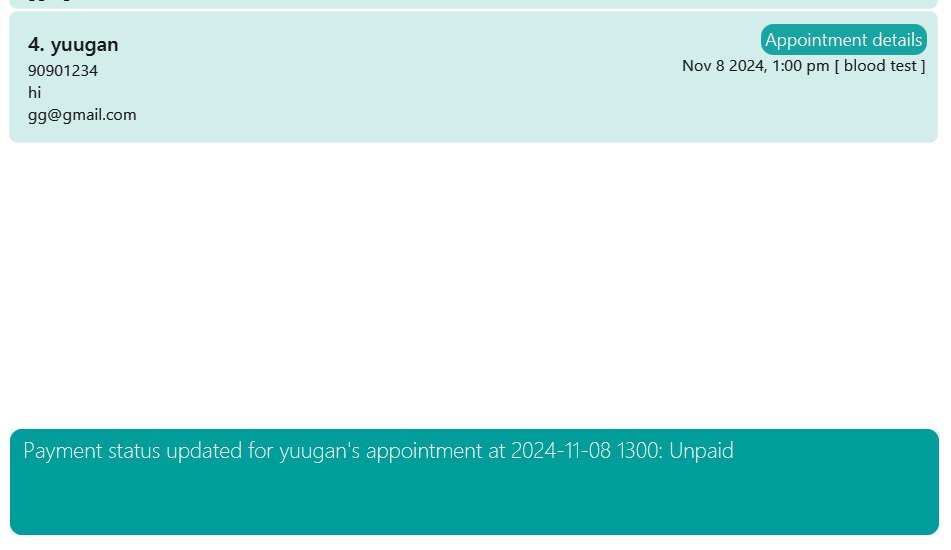 4. yuugan
Appointment details
90901234
Nov 8 2024, 1:00 pm [ blood test ]
hi
gg@gmail.com
Payment status updated for yuugan's appointment at 2024-11-08 1300: Unpaid